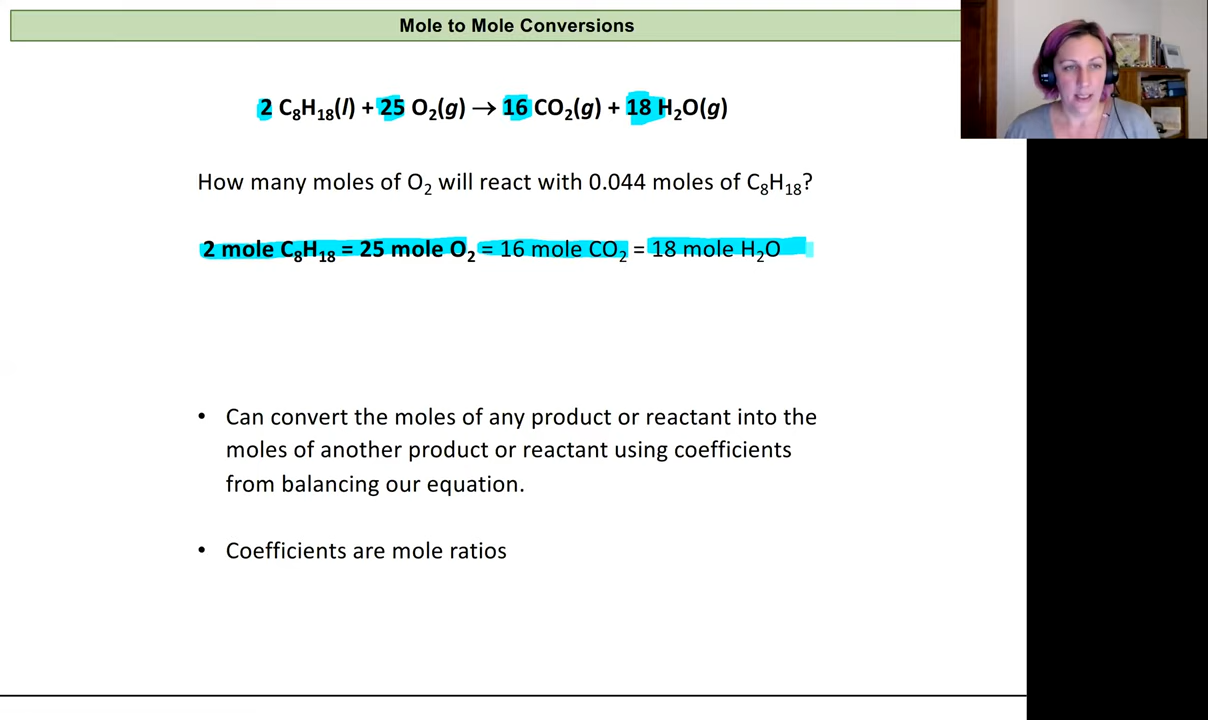 Mole to Mole Conversions
2 C₈H₁₈(l) + 25 O₂(g) → 16 CO₂(g) + 18 H₂O(g)
How many moles of O₂ will react with 0.044 moles of C₈H₁₈?
2 mole C₈H₁₈ = 25 mole O₂ = 16 mole CO₂ = 18 mole H₂O
• Can convert the moles of any product or reactant into the
moles of another product or reactant using coefficients
from balancing our equation.
• Coefficients are mole ratios